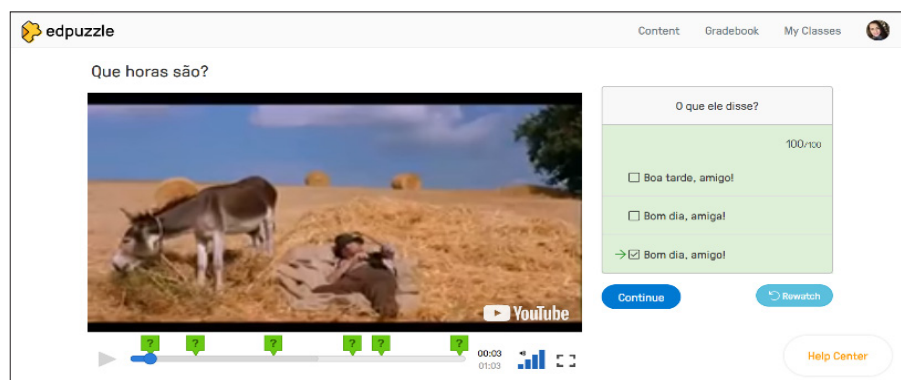 edpuzzle
Content Gradebook My Classes
Que horas são?
YouTube
? ? ? ? ? ?
00:03
01:03
O que ele disse?
100/100
Boa tarde, amigo!
Bom dia, amiga!
Bom dia, amigo!
Continue
Rewatch
Help Center